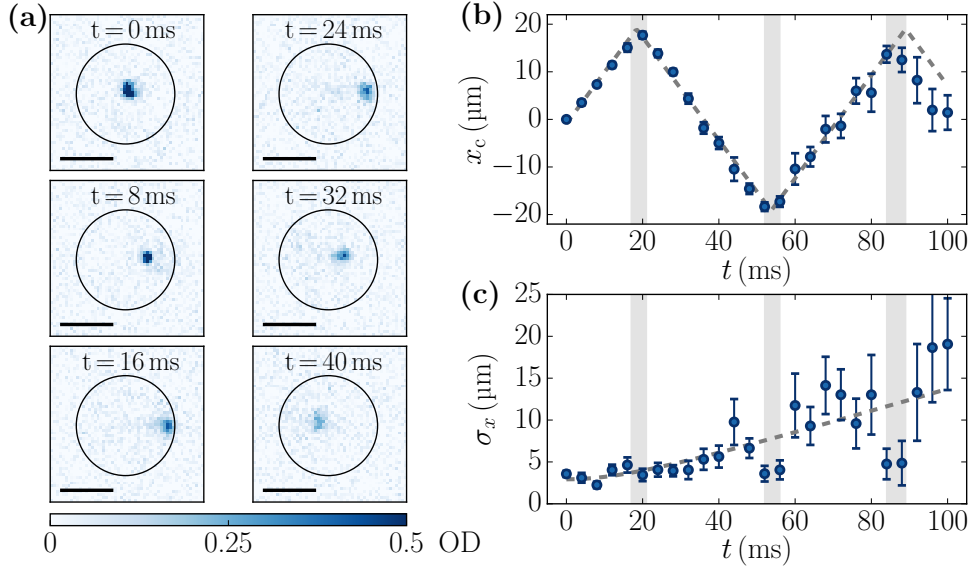 (a)
t = 0 ms
t = 24 ms
t = 8 ms
t = 32 ms
t = 16 ms
t = 40 ms
0 0.25 0.5 OD
(b)
20
10
0
−10
−20
x_c (µm)
0 20 40 60 80 100
t (ms)
(c)
25
20
15
10
5
0
σ_x (µm)
0 20 40 60 80 100
t (ms)